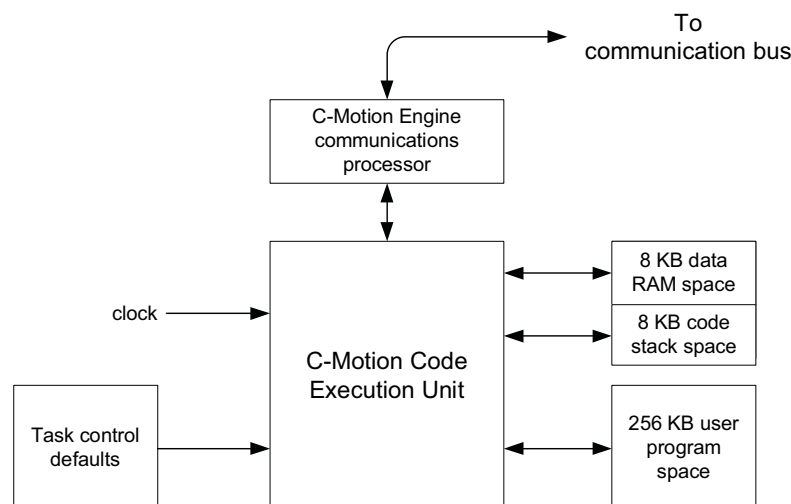 To
communication bus
C-Motion Engine
communications
processor
8 KB data
RAM space
clock
8 KB code
stack space
C-Motion Code
Execution Unit
Task control
defaults
256 KB user
program
space